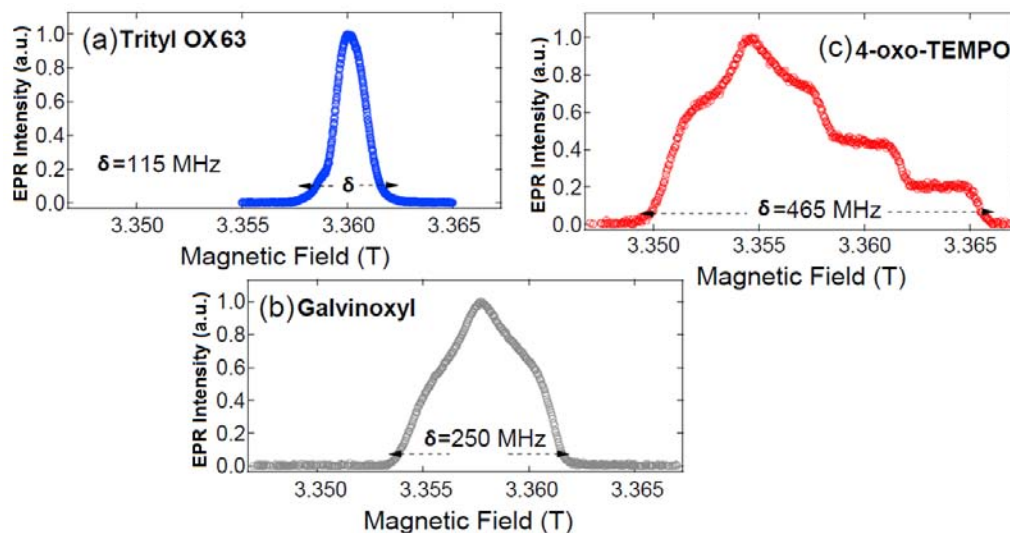 (a) Trityl OX63
EPR Intensity (a.u.)
1.0
0.8
0.6
0.4
0.2
0.0
δ=115 MHz
δ
3.350
3.355
3.360
3.365
Magnetic Field (T)
(c) 4-oxo-TEMPO
EPR Intensity (a.u.)
1.0
0.8
0.6
0.4
0.2
0.0
δ=465 MHz
3.350
3.355
3.360
3.365
Magnetic Field (T)
(b) Galvinoxyl
EPR Intensity (a.u.)
1.0
0.8
0.6
0.4
0.2
0.0
δ=250 MHz
3.350
3.355
3.360
3.365
Magnetic Field (T)